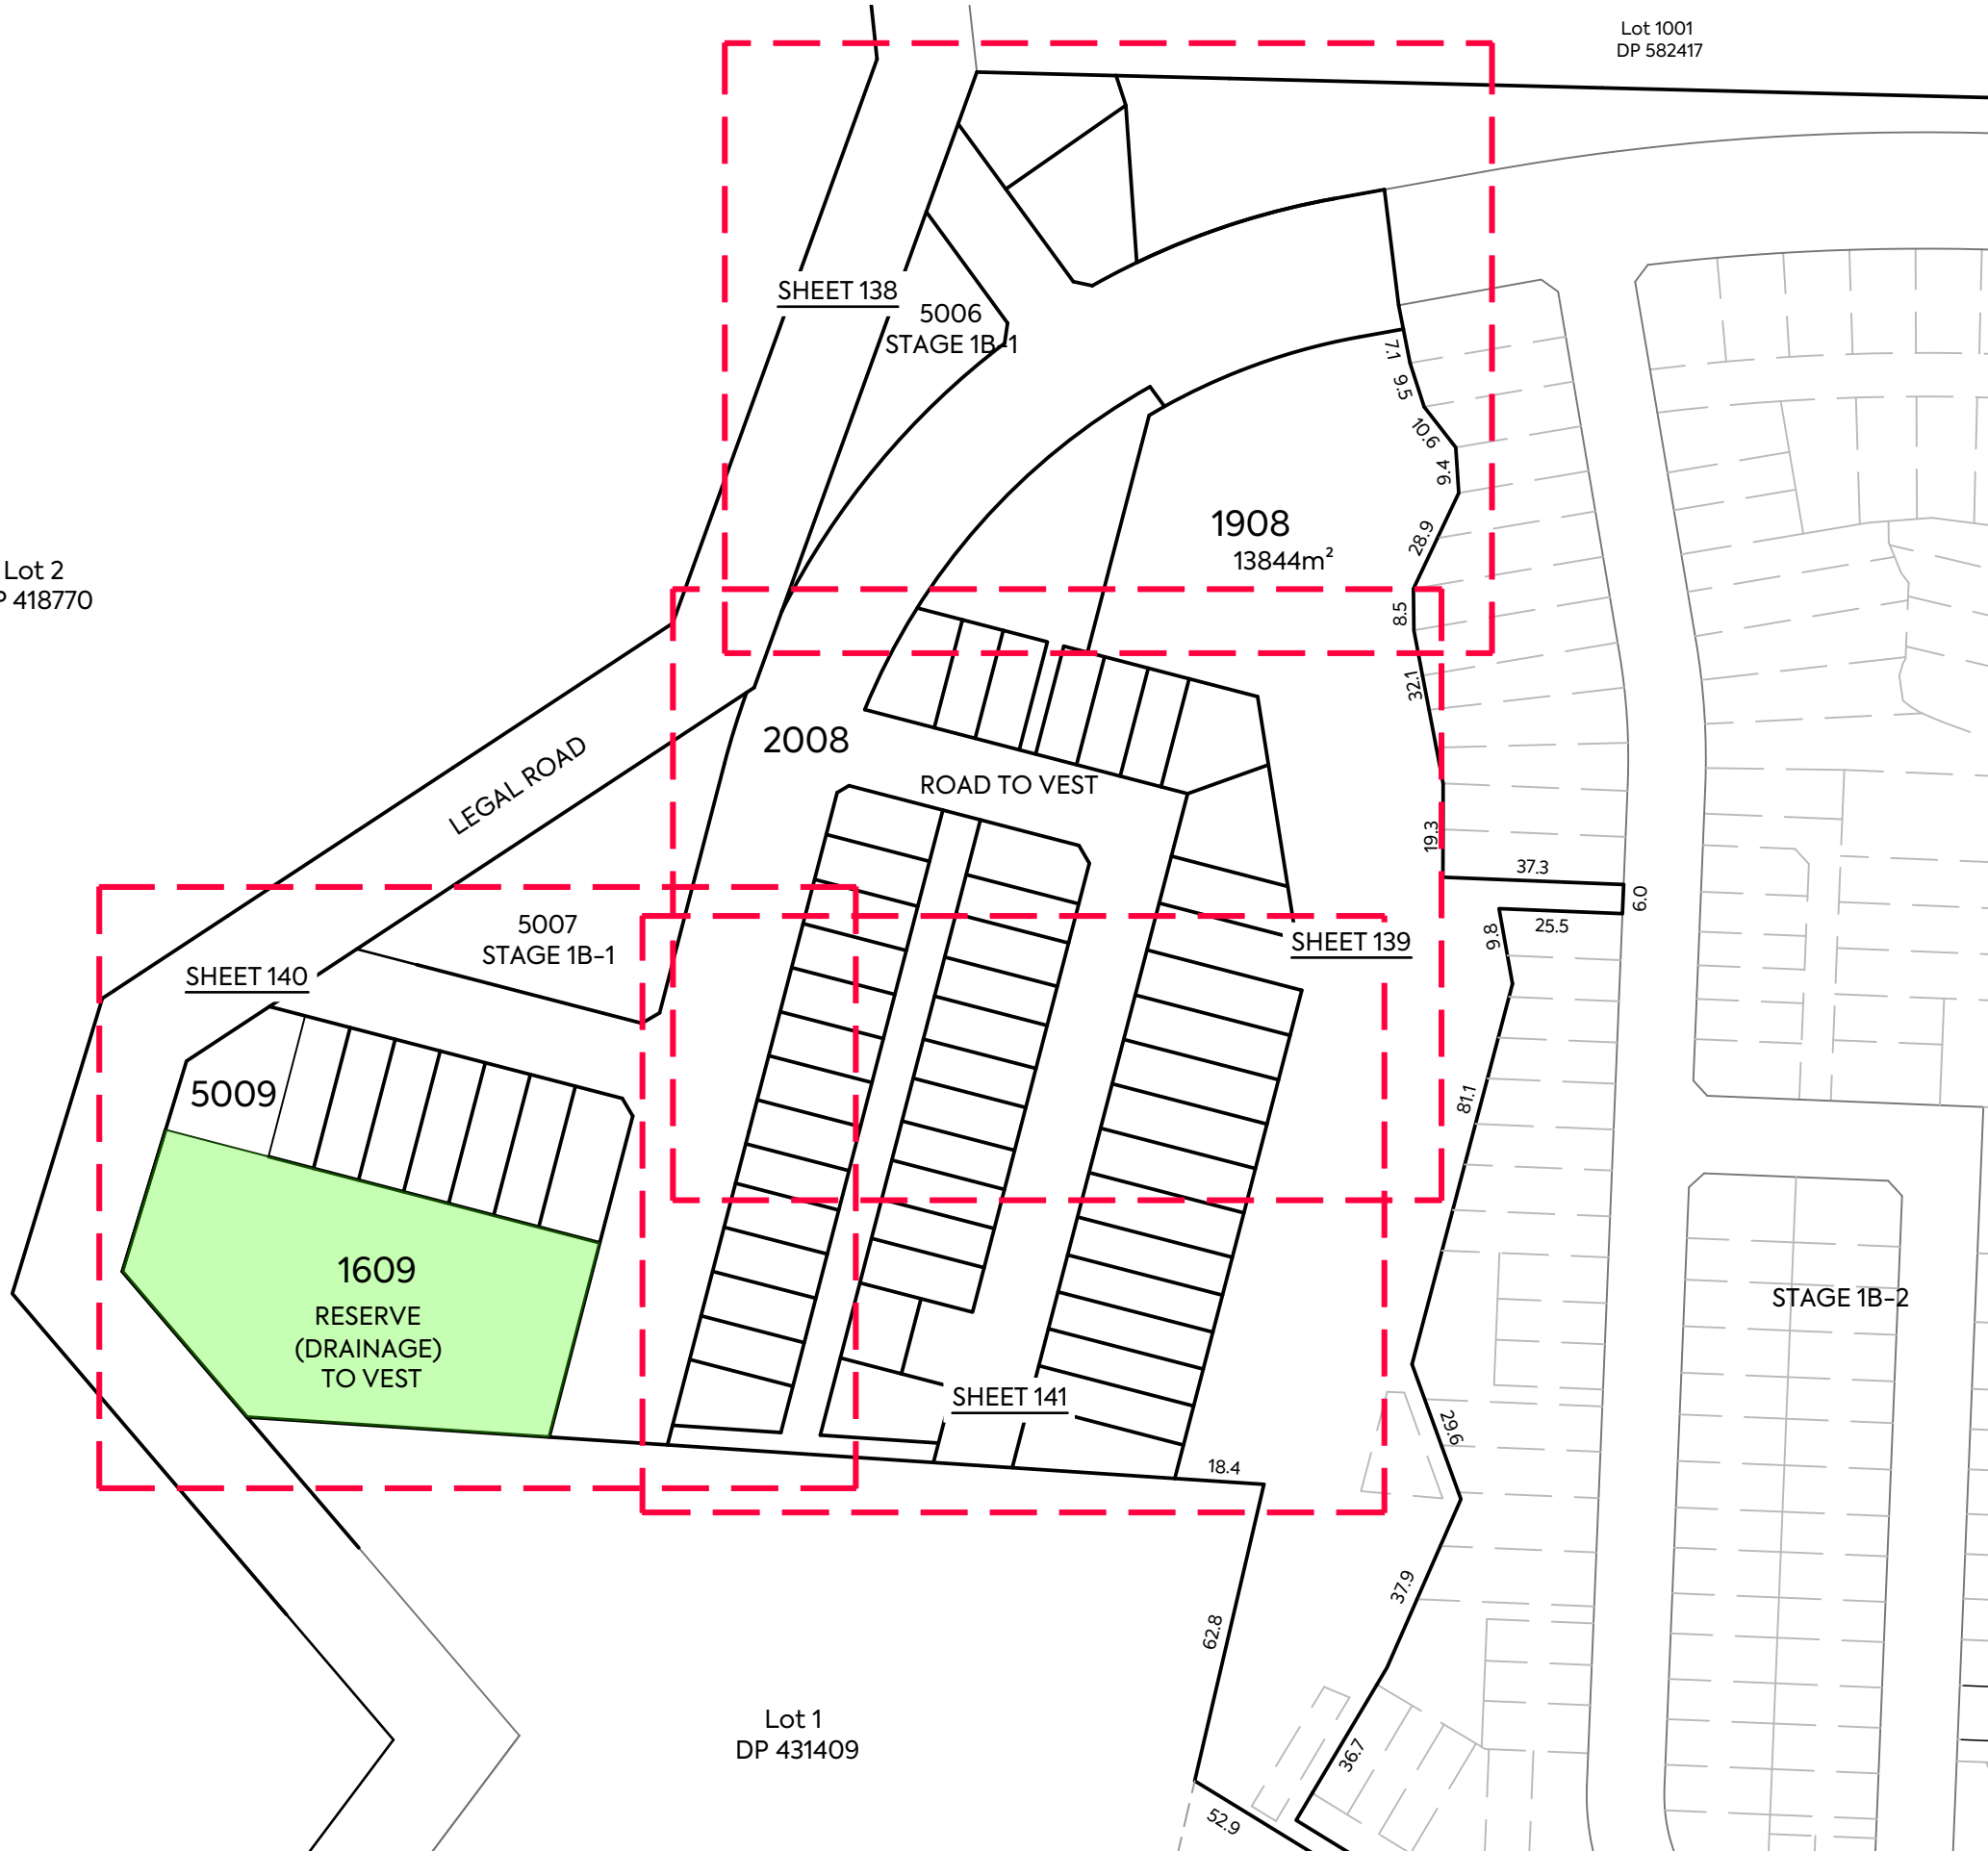 Lot 1001
DP 582417
SHEET 138
5006
STAGE 1B-1
7.1
9.5
10.6
9.4
1908
13844m²
28.9
Lot 2
P 418770
8.5
32.1
2008
LEGAL ROAD
ROAD TO VEST
19.3
37.3
6.0
25.5
9.8
5007
STAGE 1B-1
SHEET 139
SHEET 140
5009
81.1
1609
RESERVE
(DRAINAGE)
TO VEST
STAGE 1B-2
SHEET 141
29.6
18.4
37.9
62.8
Lot 1
DP 431409
36.7
52.9